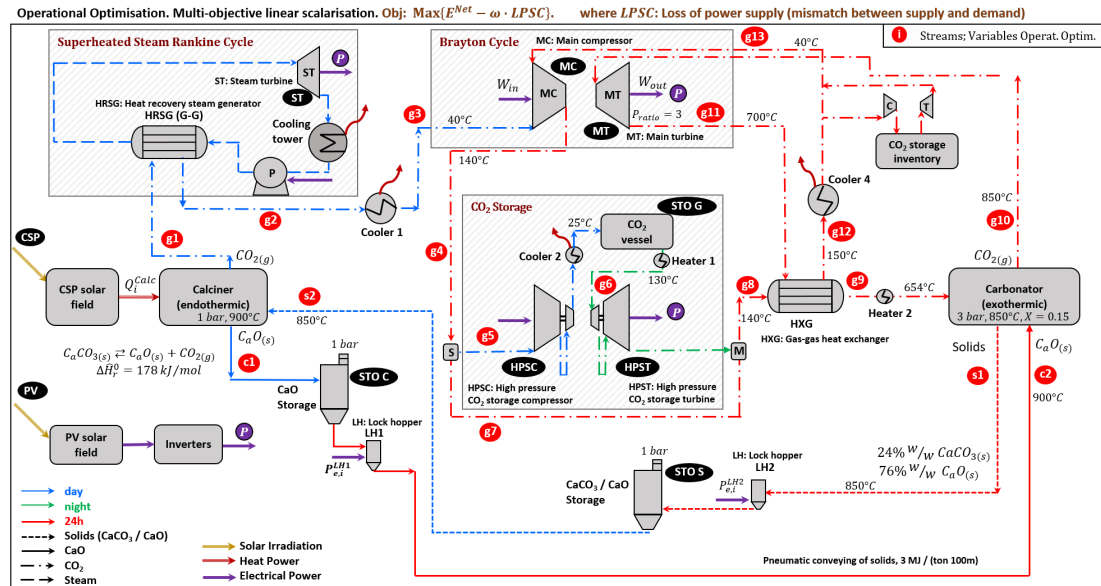 Operational Optimisation. Multi-objective linear scalarisation. Obj: Max{E^Net − ω · LPSC}. where LPSC: Loss of power supply (mismatch between supply and demand)
i Streams; Variables Operat. Optim.
Superheated Steam Rankine Cycle
ST: Steam turbine
ST
P
ST
HRSG: Heat recovery steam generator
HRSG (G-G)
Cooling
tower
P
g1
g2
g3
Cooler 1
Brayton Cycle
MC: Main compressor
MC
W_in
MC
MT
W_out
P
P_ratio = 3
MT
MT: Main turbine
40°C
140°C
g11
700°C
g13
40°C
C
T
CO2 storage
inventory
Cooler 4
g12
150°C
850°C
g10
CO2(g)
CO2 Storage
STO G
25°C
CO2
vessel
Cooler 2
Heater 1
130°C
g6
g4
S
g5
P
HPSC
HPST
HPSC: High pressure
CO2 storage compressor
HPST: High pressure
CO2 storage turbine
g7
M
g8
140°C
HXG
HXG: Gas-gas heat exchanger
g9
Heater 2
654°C
Carbonator
(exothermic)
3 bar, 850°C, X = 0.15
Solids
CaO(s)
s1
c2
900°C
CSP
CSP solar
field
Q_i^Calc
CO2(g)
Calciner
(endothermic)
1 bar, 900°C
s2
850°C
CaO(s)
CaCO3(s) ⇄ CaO(s) + CO2(g)
ΔH̃_r^0 = 178 kJ/mol
c1
1 bar
CaO
Storage
STO C
LH: Lock hopper
LH1
P_e,i^LH1
PV
PV solar
field
Inverters
P
1 bar
STO S
CaCO3 / CaO
Storage
LH: Lock hopper
LH2
P_e,i^LH2
850°C
24% w/w CaCO3(s)
76% w/w CaO(s)
day
night
24h
Solids (CaCO3 / CaO)
CaO
CO2
Steam
Solar Irradiation
Heat Power
Electrical Power
Pneumatic conveying of solids, 3 MJ / (ton 100m)